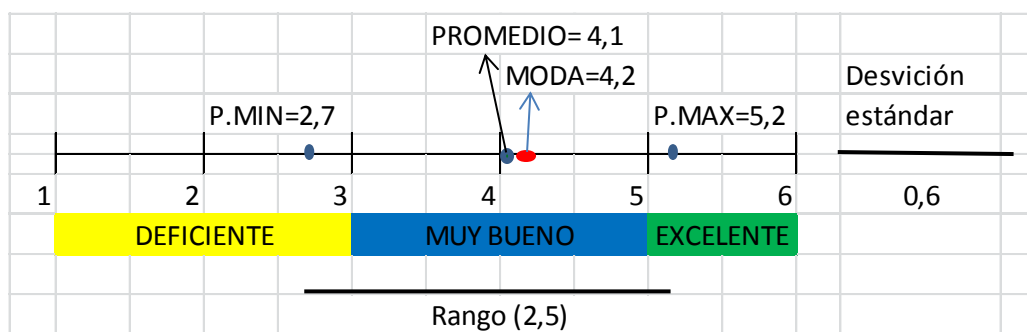 PROMEDIO= 4,1
MODA=4,2
Desvición
estándar
P.MIN=2,7
P.MAX=5,2
1 2 3 4 5 6
0,6
DEFICIENTE MUY BUENO EXCELENTE
Rango (2,5)